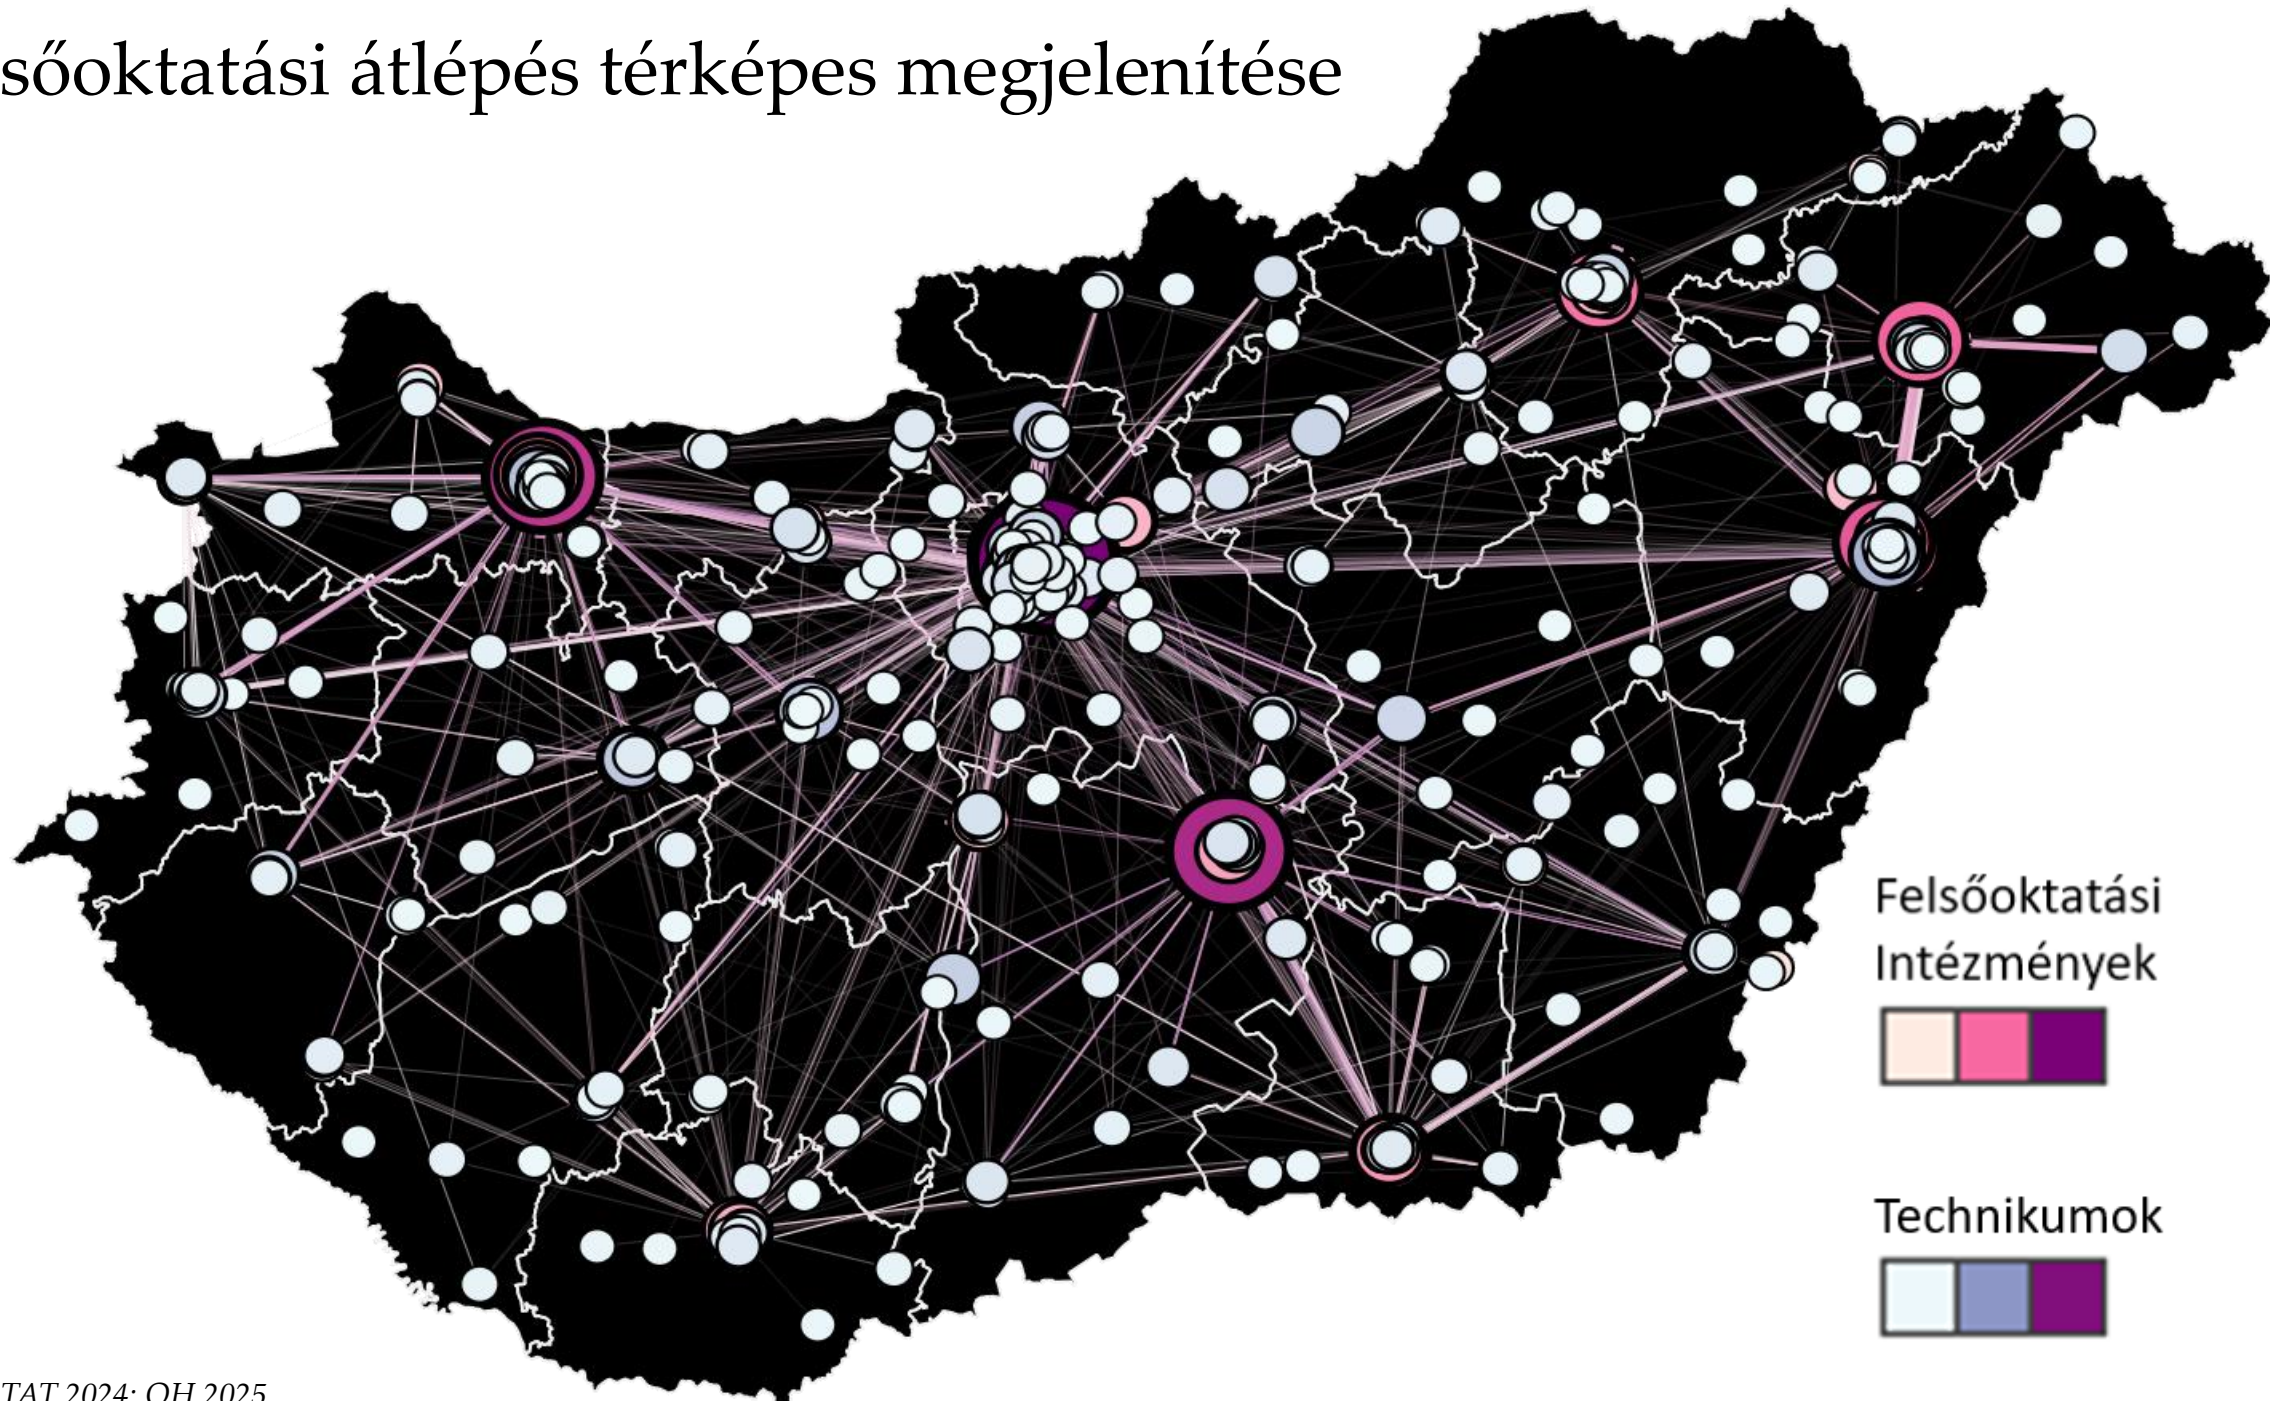 sőoktatási átlépés térképes megjelenítése
Felsőoktatási
Intézmények
Technikumok
TAT 2024; OH 2025